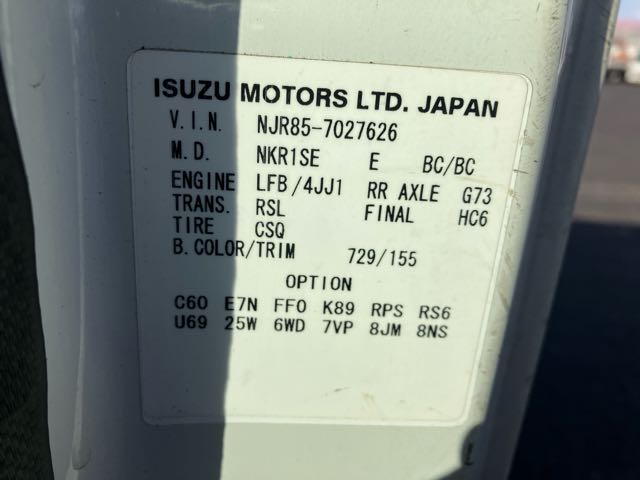 ISUZU MOTORS LTD. JAPAN
V.I.N. NJR85-7027626
M.D. NKR1SE E BC/BC
ENGINE LFB/4JJ1 RR AXLE G73
TRANS. RSL FINAL HC6
TIRE CSQ
B.COLOR/TRIM 729/155
OPTION
C60 E7N FF0 K89 RPS RS6
U69 25W 6WD 7VP 8JM 8NS